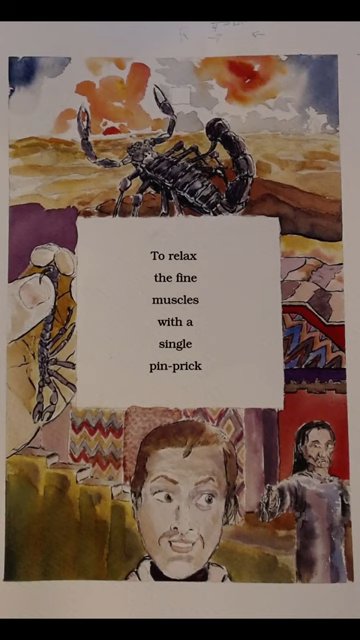 To relax
the fine
muscles
with a
single
pin-prick